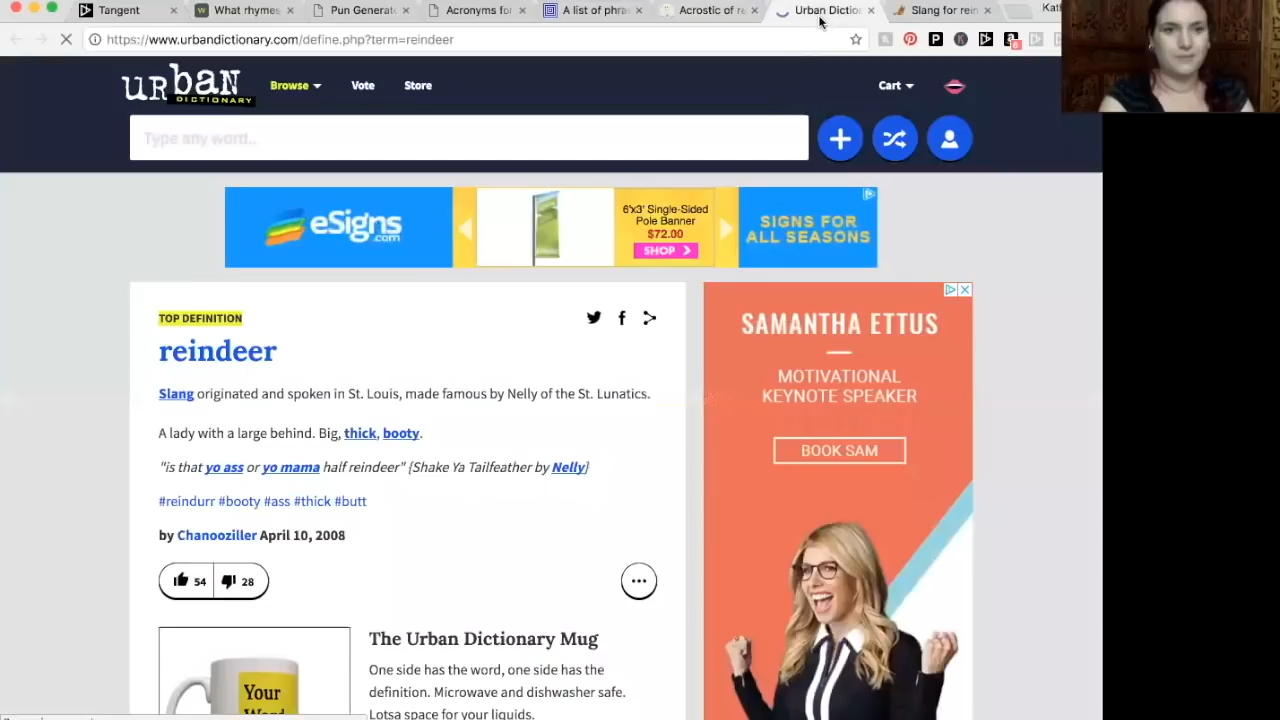 Tangent
What rhymes
Pun Generat
Acronyms for
A list of phra
Acrostic of re
Urban Dictio
Slang for rein
Kat
https://www.urbandictionary.com/define.php?term=reindeer
6
urban
DICTIONARY
Browse
Vote
Store
Cart
Type any word..
eSigns
.com
6'x3' Single-Sided
Pole Banner
$72.00
SHOP >
SIGNS FOR
ALL SEASONS
TOP DEFINITION
reindeer
Slang originated and spoken in St. Louis, made famous by Nelly of the St. Lunatics.
A lady with a large behind. Big, thick, booty.
"is that yo ass or yo mama half reindeer" {Shake Ya Tailfeather by Nelly}
#reindurr #booty #ass #thick #butt
by Chanooziller April 10, 2008
54
28
The Urban Dictionary Mug
One side has the word, one side has the
definition. Microwave and dishwasher safe.
Lotsa space for your liquids.
Your
SAMANTHA ETTUS
MOTIVATIONAL
KEYNOTE SPEAKER
BOOK SAM